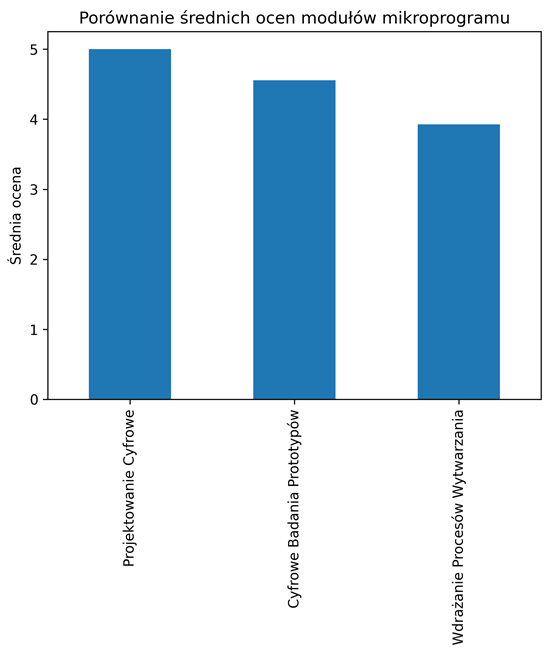 Porównanie średnich ocen modułów mikroprogramu
Średnia ocena
5
4
3
2
1
0
Projektowanie Cyfrowe
Cyfrowe Badania Prototypów
Wdrażanie Procesów Wytwarzania